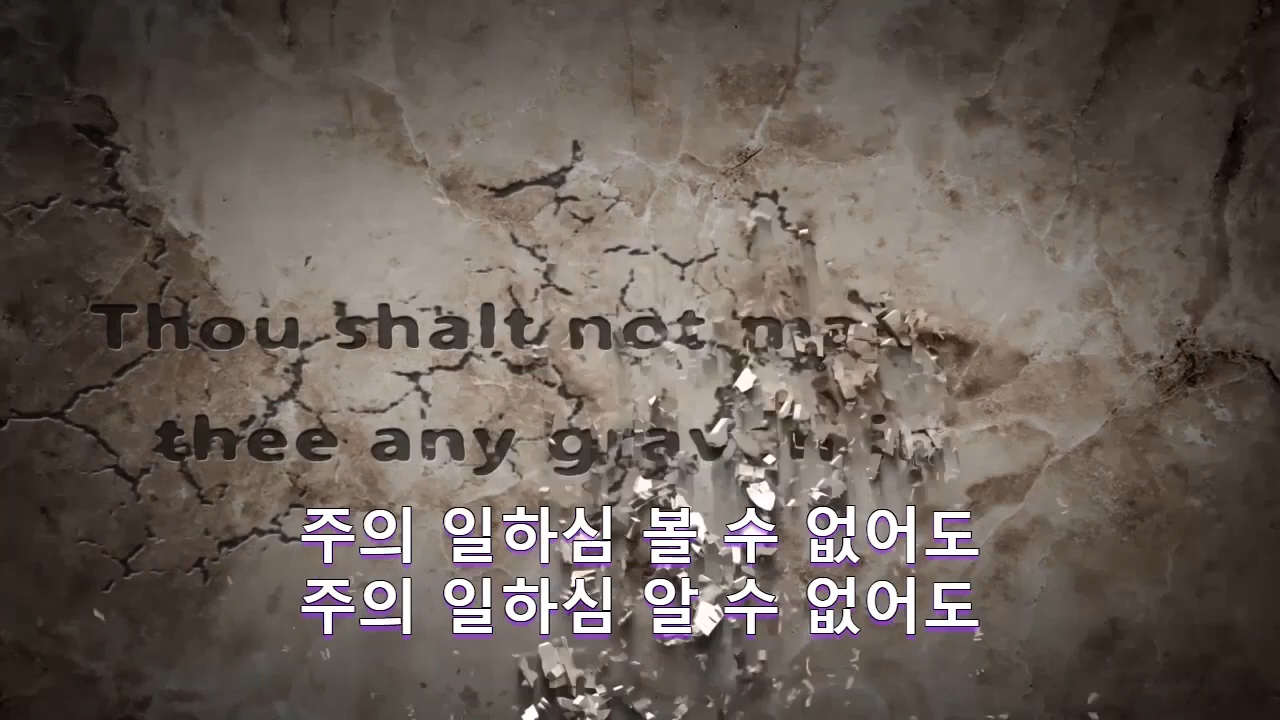 Thou shalt not
thee any
주의 일하심 볼 수 없어도
주의 일하심 알 수 없어도